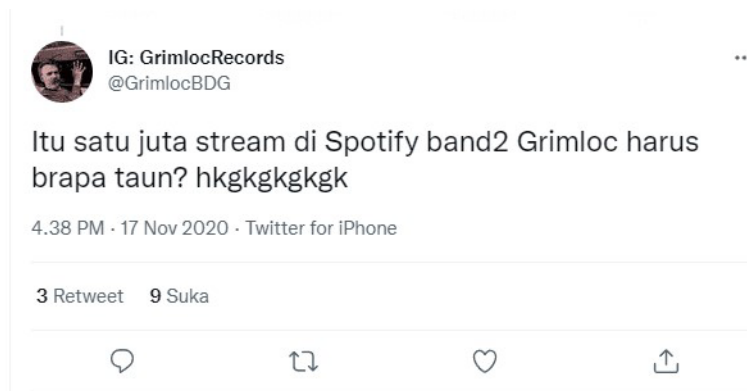 IG: GrimlocRecords
@GrimlocBDG
Itu satu juta stream di Spotify band2 Grimloc harus
brapa taun? hkgkgkgkgk
4.38 PM · 17 Nov 2020 · Twitter for iPhone
3 Retweet 9 Suka